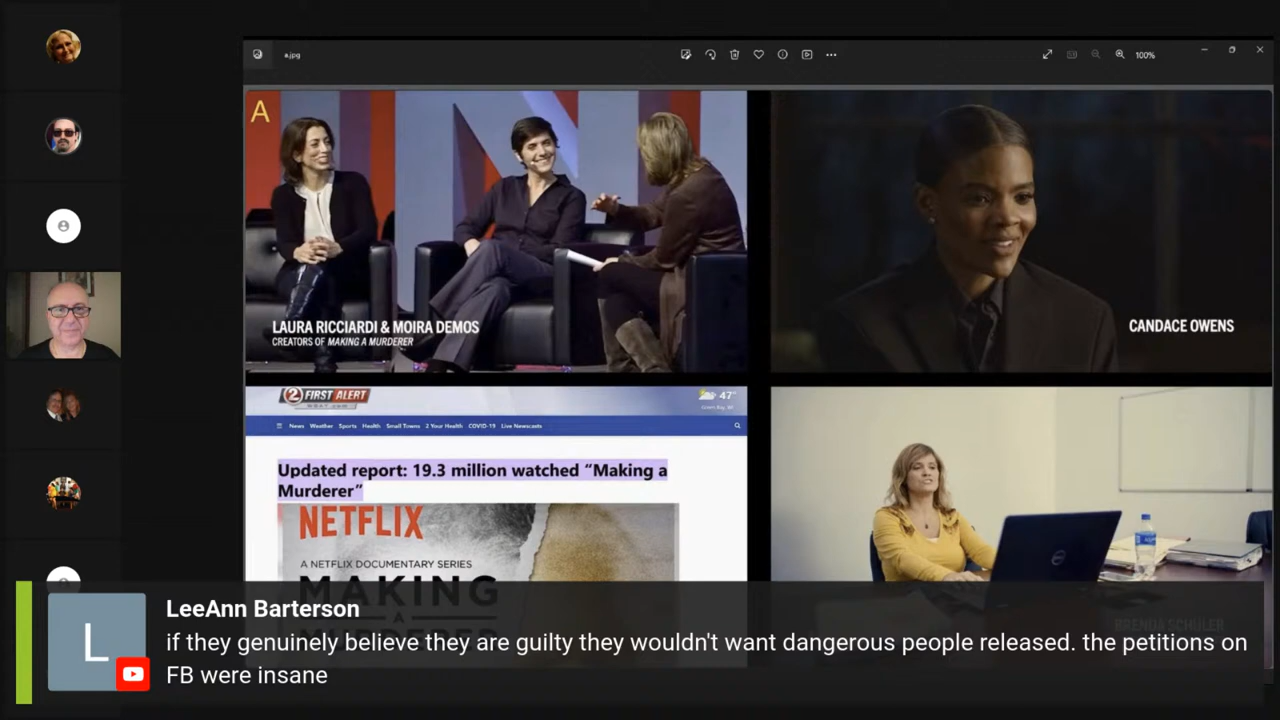 a.jpg
100%
A
LAURA RICCIARDI & MOIRA DEMOS
CREATORS OF MAKING A MURDERER
CANDACE OWENS
2 FIRST ALERT
47°
News Weather Sports Health Small Towns 2 Your Health COVID-19 Live Newscasts
Updated report: 19.3 million watched “Making a
Murderer”
NETFLIX
A NETFLIX DOCUMENTARY SERIES
MAKING
A
MURDERER
BRENDA SCHULER
L
LeeAnn Barterson
if they genuinely believe they are guilty they wouldn't want dangerous people released. the petitions on
FB were insane